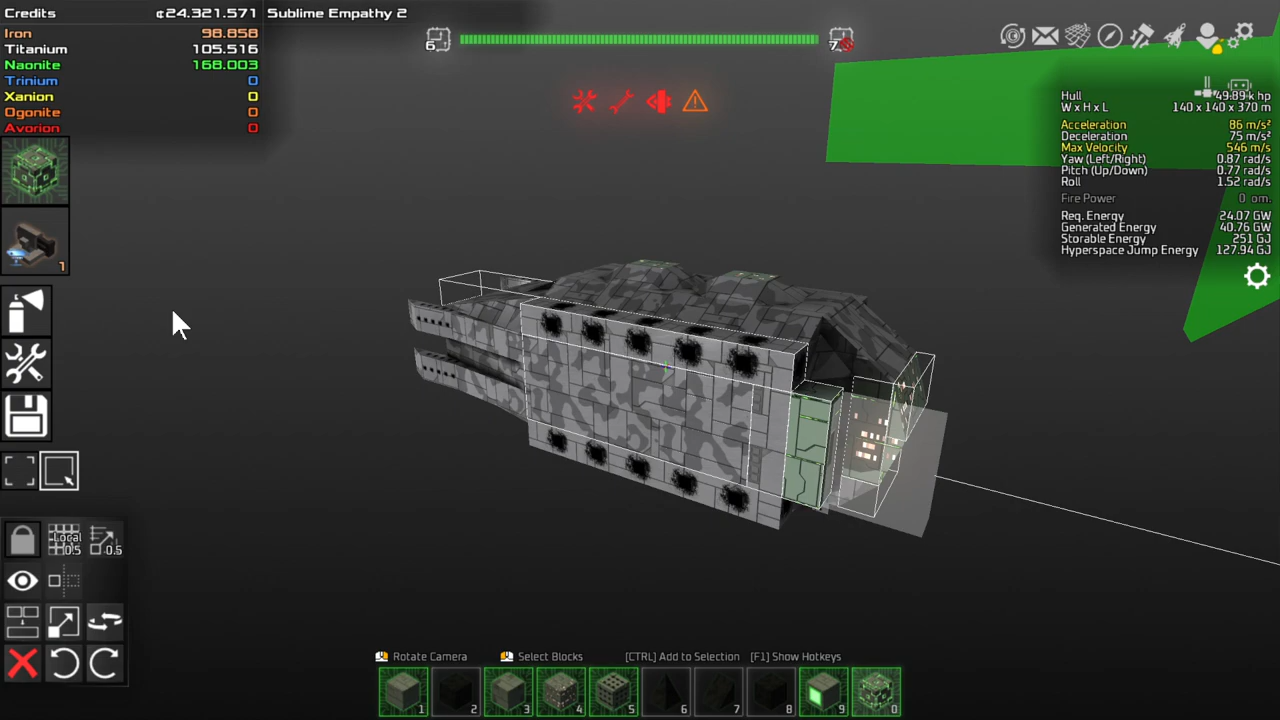 Credits ¢24.321.571 Sublime Empathy 2
Iron 98.858
Titanium 105.516
Naonite 168.003
Trinium 0
Xanion 0
Ogonite 0
Avorion 0
6
7
Hull 49.89 k hp
W x H x L 140 x 140 x 370 m
Acceleration 86 m/s²
Deceleration 75 m/s²
Max Velocity 546 m/s
Yaw (Left/Right) 0.87 rad/s
Pitch (Up/Down) 0.77 rad/s
Roll 1.52 rad/s
Fire Power 0 om.
Req. Energy 24.07 GW
Generated Energy 40.76 GW
Storable Energy 251 GJ
Hyperspace Jump Energy 127.94 GJ
1
Local
0.5 0.5
Rotate Camera Select Blocks [CTRL] Add to Selection [F1] Show Hotkeys
1 2 3 4 5 6 7 8 9 0